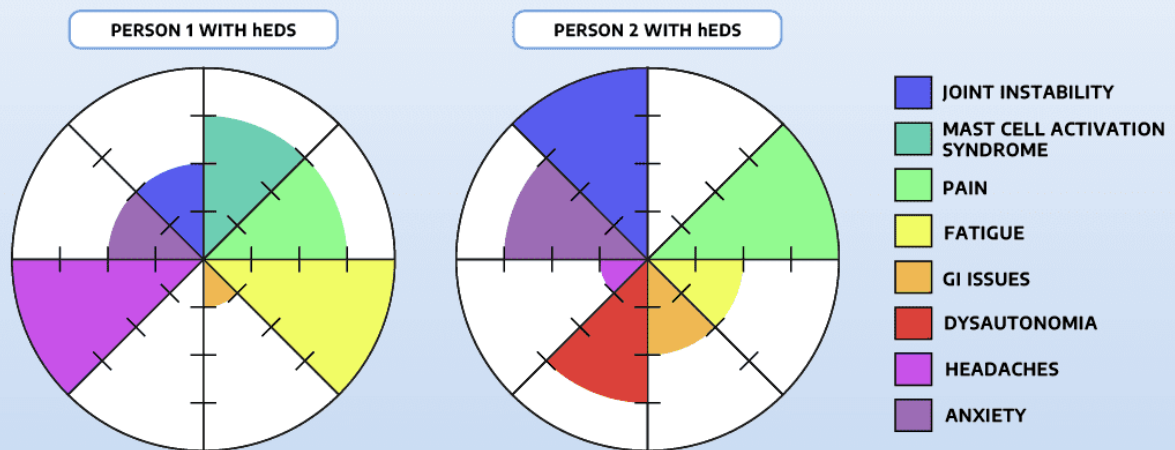 PERSON 1 WITH hEDS
PERSON 2 WITH hEDS
JOINT INSTABILITY
MAST CELL ACTIVATION
SYNDROME
PAIN
FATIGUE
GI ISSUES
DYSAUTONOMIA
HEADACHES
ANXIETY